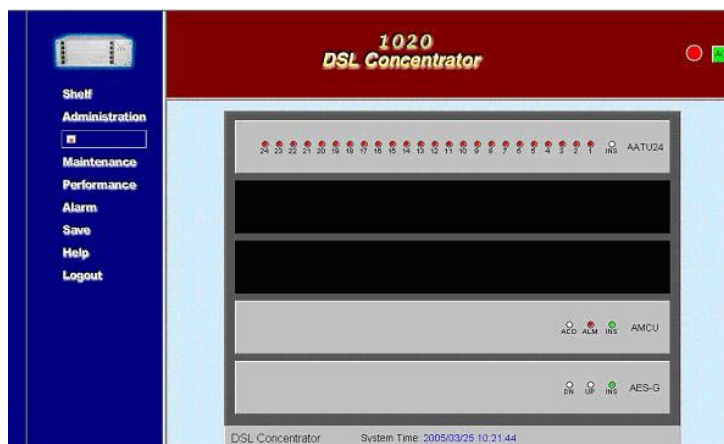 1020
DSL Concentrator
Shelf
Administration
Maintenance
Performance
Alarm
Save
Help
Logout
24 23 22 21 20 19 18 17 16 15 14 13 12 11 10 9 8 7 6 5 4 3 2 1 INS AATU24
ACO ALM INS AMCU
DN UP INS AES-G
DSL Concentrator System Time: 2005/03/25 10:21:44